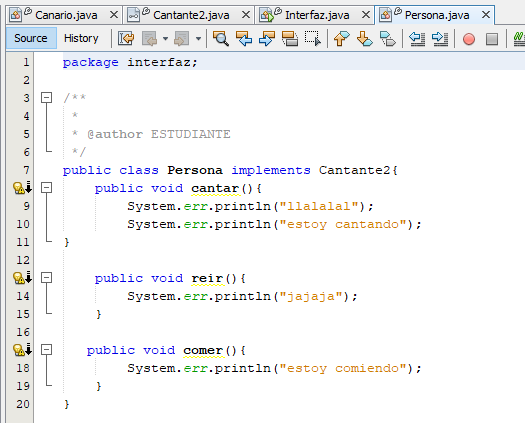 Canario.java Cantante2.java Interfaz.java Persona.java
Source History
1 package interfaz;
2
3 /**
4 *
5 * @author ESTUDIANTE
6 */
7 public class Persona implements Cantante2{
public void cantar(){
9 System.err.println("llalalal");
10 System.err.println("estoy cantando");
11 }
12
public void reir(){
14 System.err.println("jajaja");
15 }
16
public void comer(){
18 System.err.println("estoy comiendo");
19 }
20 }